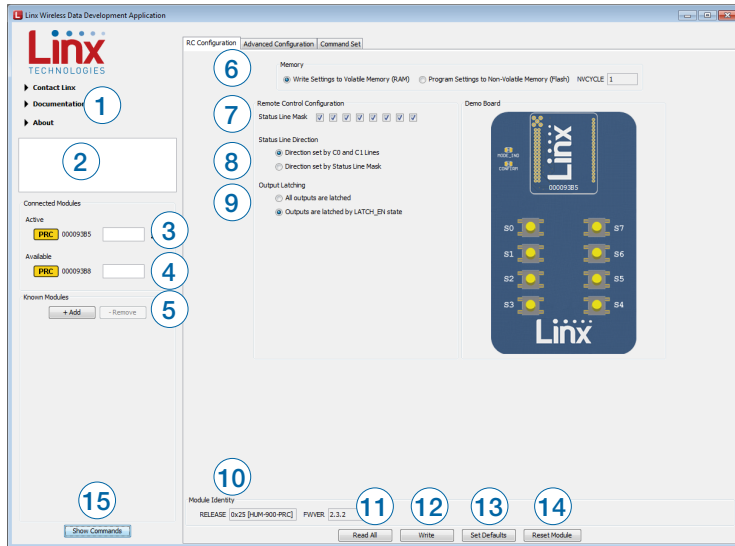 Linx Wireless Data Development Application
Linx
TECHNOLOGIES
Contact Linx
Documentation
About
1
2
Connected Modules
Active
PRC 000093B5
3
Available
PRC 000093B8
4
Known Modules
+ Add - Remove
5
15
Show Commands
RC Configuration Advanced Configuration Command Set
6
Memory
Write Settings to Volatile Memory (RAM) Program Settings to Non-Volatile Memory (Flash) NVCYCLE 1
7
Remote Control Configuration
Status Line Mask
8
Status Line Direction
Direction set by C0 and C1 Lines
Direction set by Status Line Mask
9
Output Latching
All outputs are latched
Outputs are latched by LATCH_EN state
Demo Board
Linx
MODE_IND
CONFIRM
000093B5
S0 S7
S1 S6
S2 S5
S3 S4
Linx
10
Module Identity
RELEASE 0x25 [HUM-900-PRC] FWVER 2.3.2
11 12 13 14
Read All Write Set Defaults Reset Module